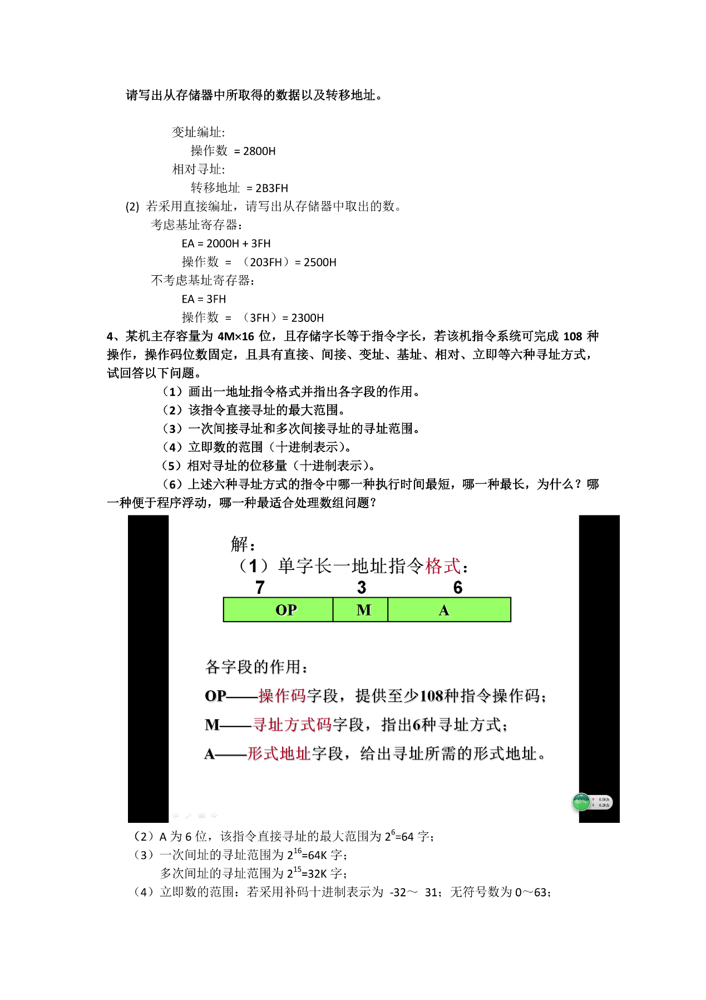 请写出从存储器中所取得的数据以及转移地址。
变址编址:
操作数 = 2800H
相对寻址:
转移地址 = 2B3FH
(2) 若采用直接编址，请写出从存储器中取出的数。
考虑基址寄存器：
EA = 2000H + 3FH
操作数 = （203FH）= 2500H
不考虑基址寄存器：
EA = 3FH
操作数 = （3FH）= 2300H
4、某机主存容量为 4M×16 位，且存储字长等于指令字长，若该机指令系统可完成 108 种
操作，操作码位数固定，且具有直接、间接、变址、基址、相对、立即等六种寻址方式，
试回答以下问题。
（1）画出一地址指令格式并指出各字段的作用。
（2）该指令直接寻址的最大范围。
（3）一次间接寻址和多次间接寻址的寻址范围。
（4）立即数的范围（十进制表示）。
（5）相对寻址的位移量（十进制表示）。
（6）上述六种寻址方式的指令中哪一种执行时间最短，哪一种最长，为什么？哪
一种便于程序浮动，哪一种最适合处理数组问题？
解：
（1）单字长一地址指令格式：
7 3 6
OP M A
各字段的作用：
OP——操作码字段，提供至少108种指令操作码；
M——寻址方式码字段，指出6种寻址方式；
A——形式地址字段，给出寻址所需的形式地址。
60% 0.5K/s
0.2K/s
（2）A 为 6 位，该指令直接寻址的最大范围为 2^6=64 字；
（3）一次间址的寻址范围为 2^16=64K 字；
多次间址的寻址范围为 2^15=32K 字；
（4）立即数的范围：若采用补码十进制表示为 -32～ 31；无符号数为 0～63；